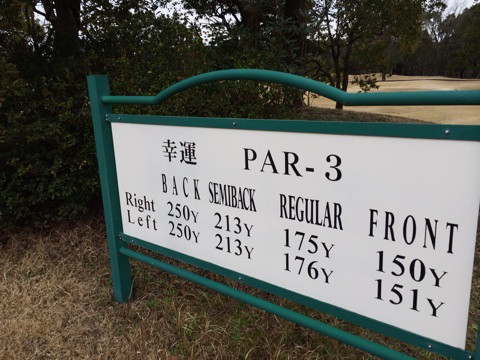 幸運 PAR-3
BACK SEMIBACK REGULAR FRONT
Right 250Y 213Y 175Y 150Y
Left 250Y 213Y 176Y 151Y